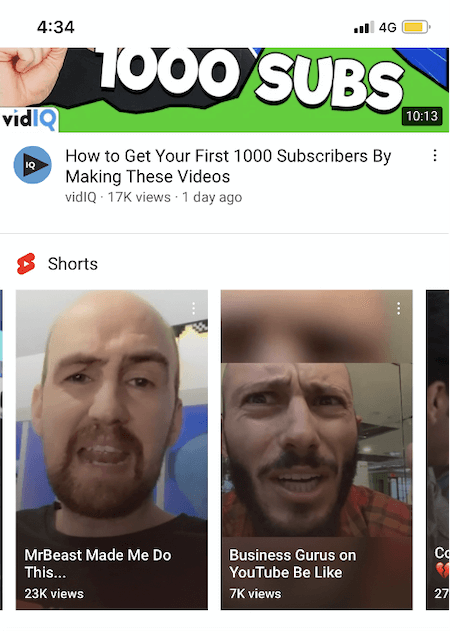 4:34
4G
1000 SUBS
vidIQ
10:13
IQ
How to Get Your First 1000 Subscribers By
Making These Videos
vidIQ · 17K views · 1 day ago
Shorts
MrBeast Made Me Do
This...
23K views
Business Gurus on
YouTube Be Like
7K views
27